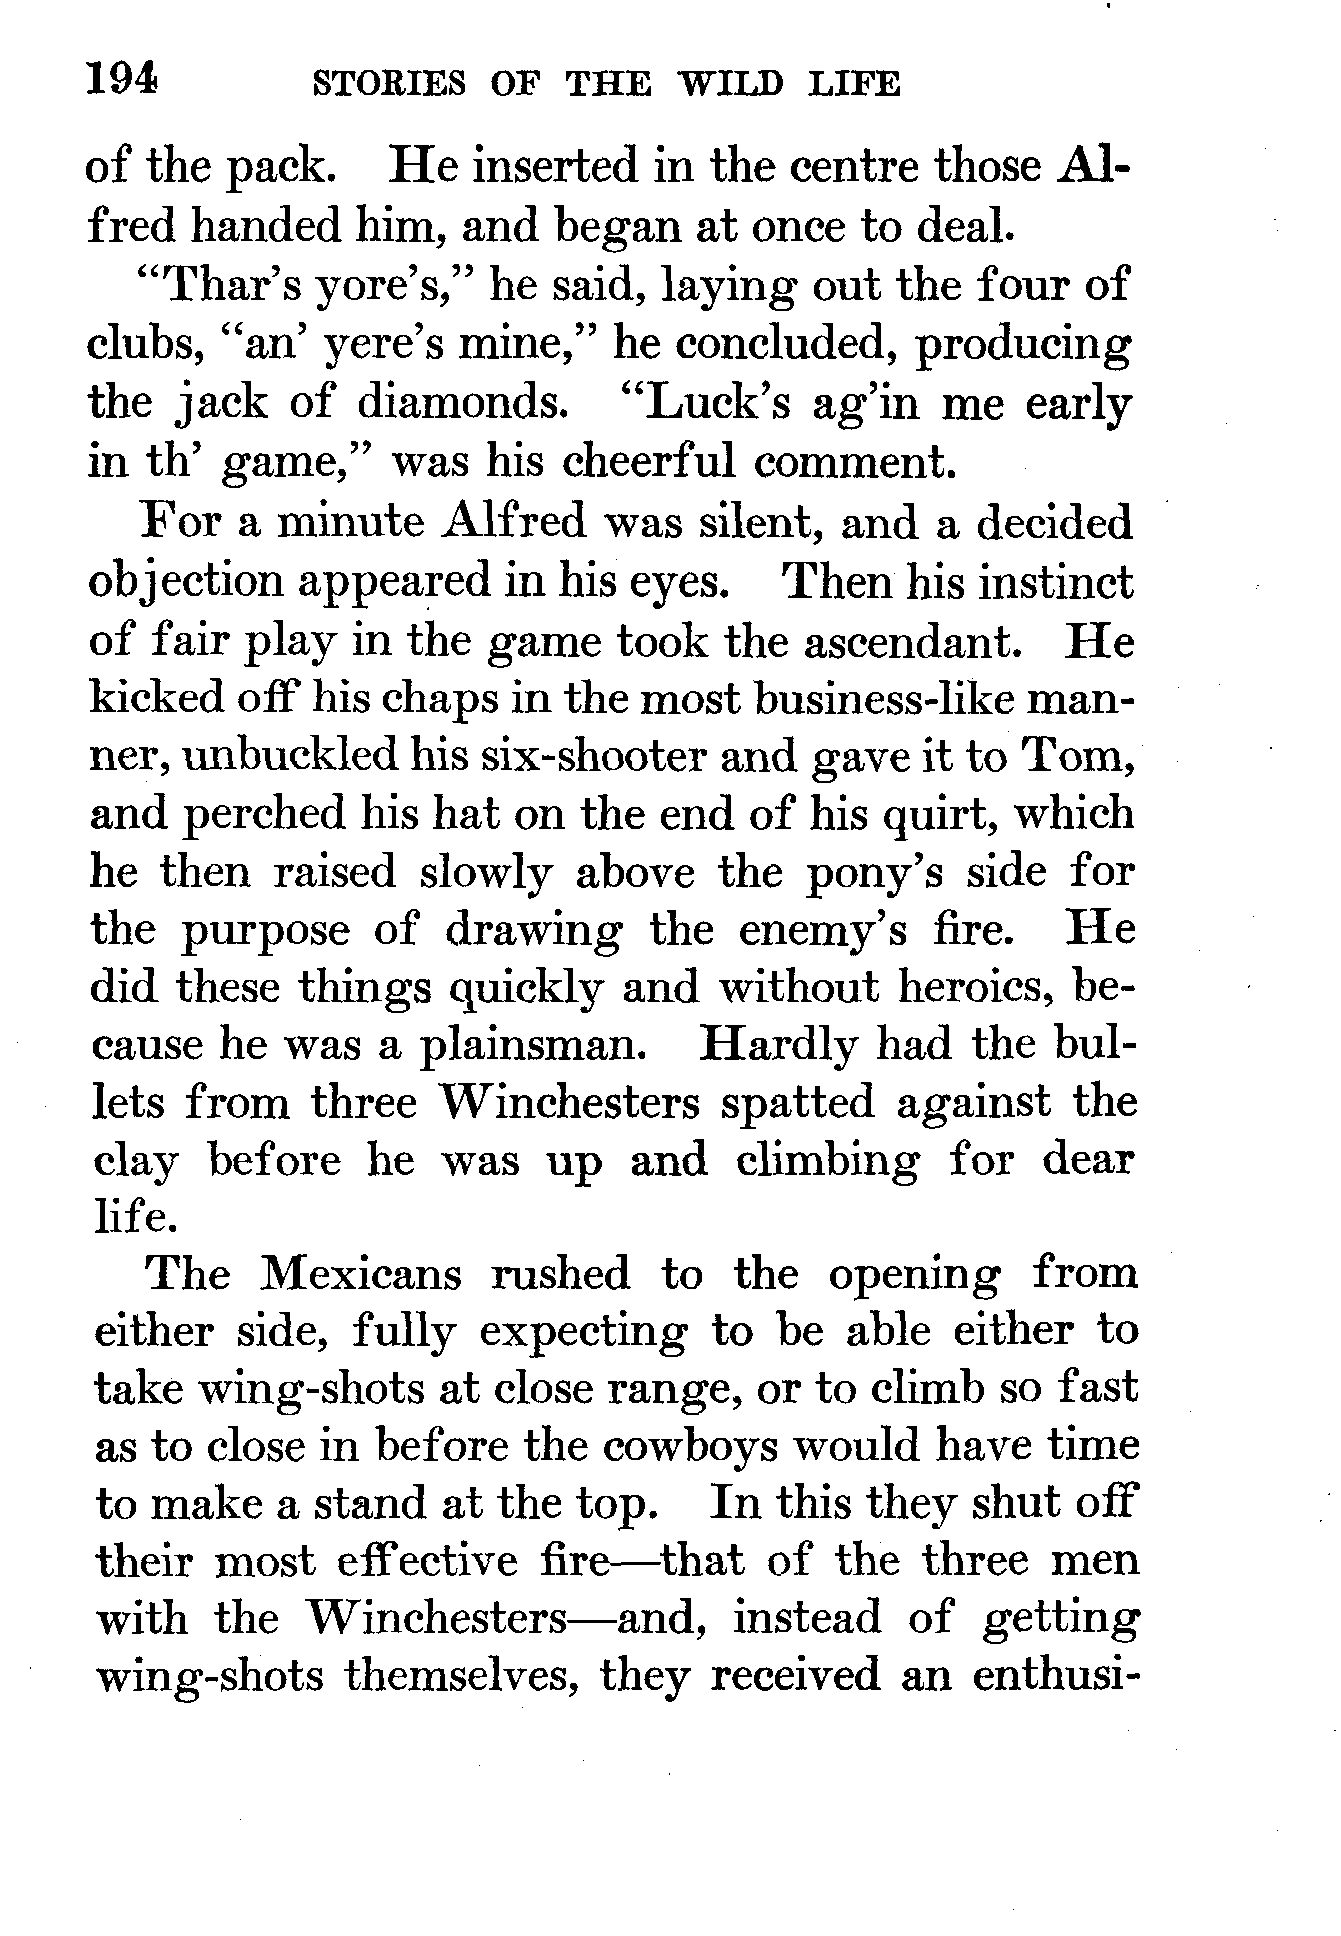 194 STORIES OF THE WILD LIFE
of the pack. He inserted in the centre those Al-
fred handed him, and began at once to deal.
“Thar’s yore’s,” he said, laying out the four of
clubs, “an’ yere’s mine,” he concluded, producing
the jack of diamonds. “Luck’s ag’in me early
in th’ game,” was his cheerful comment.
For a minute Alfred was silent, and a decided
objection appeared in his eyes. Then his instinct
of fair play in the game took the ascendant. He
kicked off his chaps in the most business-like man-
ner, unbuckled his six-shooter and gave it to Tom,
and perched his hat on the end of his quirt, which
he then raised slowly above the pony’s side for
the purpose of drawing the enemy’s fire. He
did these things quickly and without heroics, be-
cause he was a plainsman. Hardly had the bul-
lets from three Winchesters spatted against the
clay before he was up and climbing for dear
life.
The Mexicans rushed to the opening from
either side, fully expecting to be able either to
take wing-shots at close range, or to climb so fast
as to close in before the cowboys would have time
to make a stand at the top. In this they shut off
their most effective fire—that of the three men
with the Winchesters—and, instead of getting
wing-shots themselves, they received an enthusi-